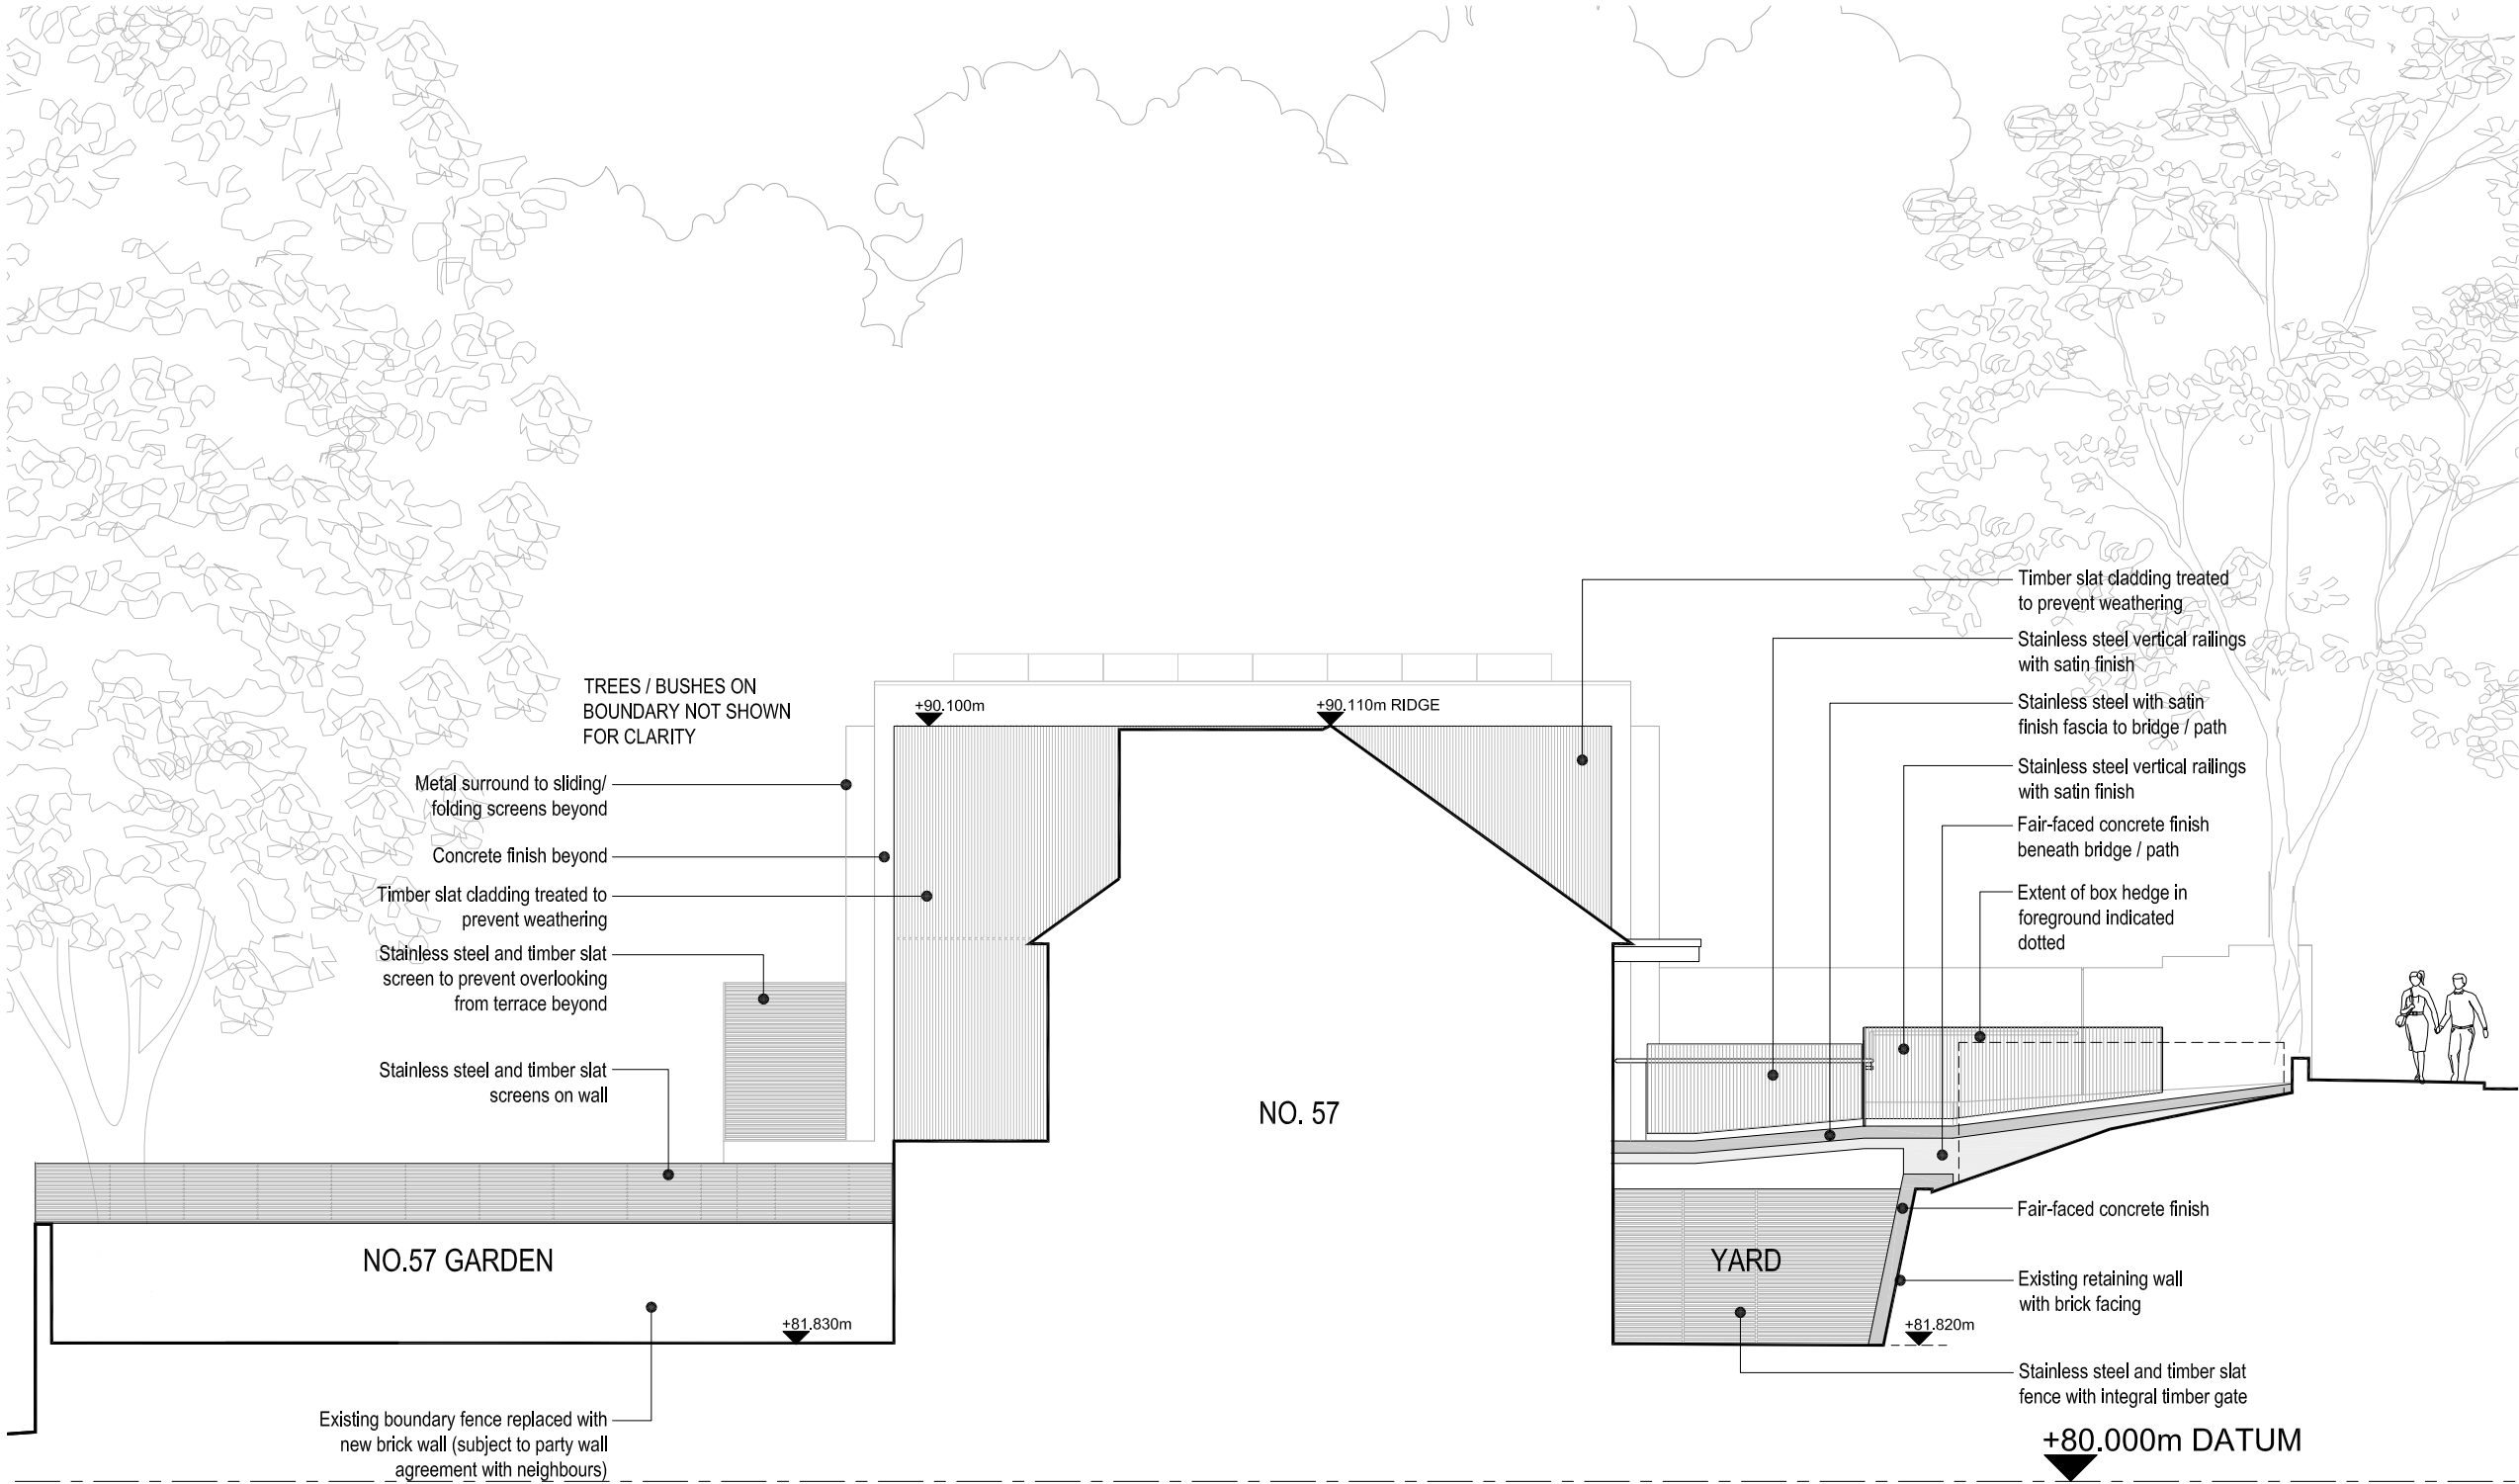 TREES / BUSHES ON
BOUNDARY NOT SHOWN
FOR CLARITY
Metal surround to sliding/
folding screens beyond
Concrete finish beyond
Timber slat cladding treated to
prevent weathering
Stainless steel and timber slat
screen to prevent overlooking
from terrace beyond
Stainless steel and timber slat
screens on wall
NO.57 GARDEN
+81.830m
Existing boundary fence replaced with
new brick wall (subject to party wall
agreement with neighbours)
+90.100m
+90.110m RIDGE
NO. 57
YARD
Timber slat cladding treated
to prevent weathering
Stainless steel vertical railings
with satin finish
Stainless steel with satin
finish fascia to bridge / path
Stainless steel vertical railings
with satin finish
Fair-faced concrete finish
beneath bridge / path
Extent of box hedge in
foreground indicated
dotted
Fair-faced concrete finish
Existing retaining wall
with brick facing
+81.820m
Stainless steel and timber slat
fence with integral timber gate
+80.000m DATUM